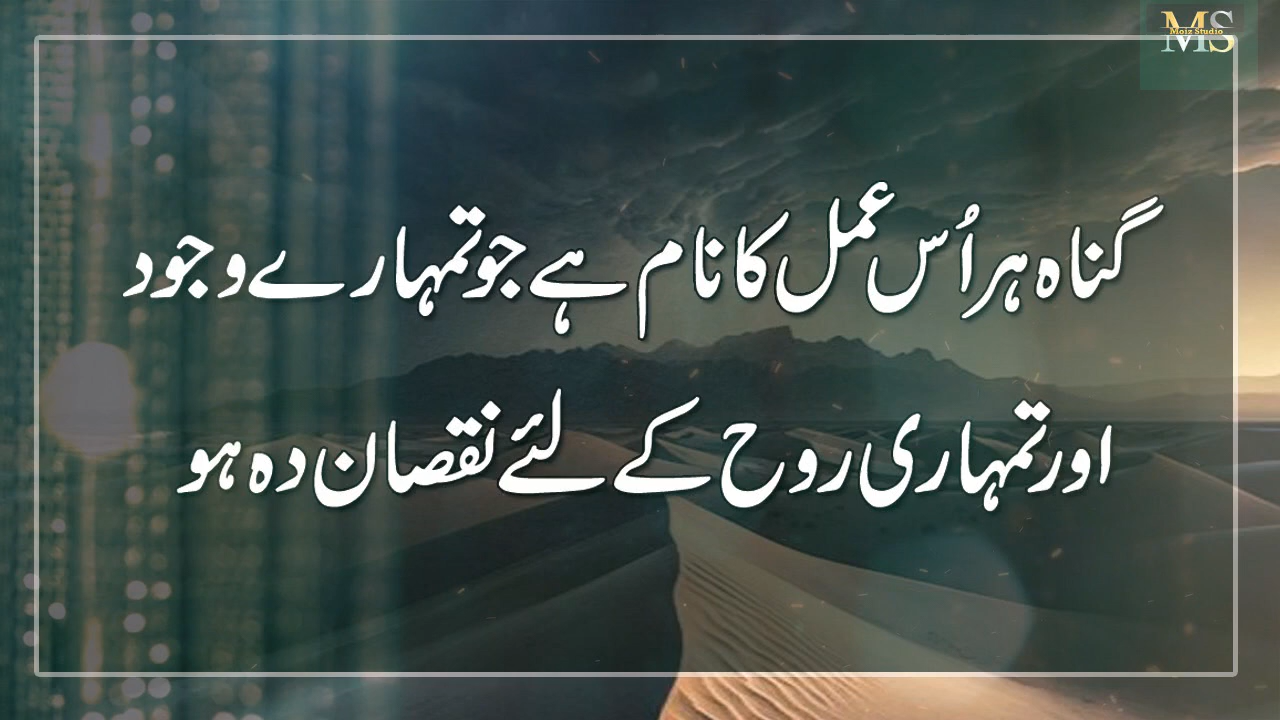 MS
Moiz Studio
گناہ ہر اُس عمل کا نام ہے جو تمہارے وجود
اور تمہاری روح کے لئے نقصان دہ ہو